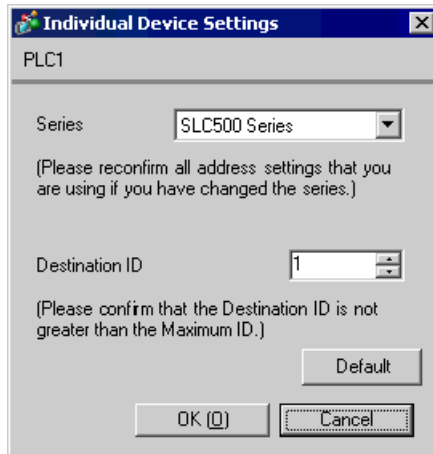 Individual Device Settings
PLC1
Series SLC500 Series
(Please reconfirm all address settings that you
are using if you have changed the series.)
Destination ID 1
(Please confirm that the Destination ID is not
greater than the Maximum ID.)
Default
OK (O) Cancel